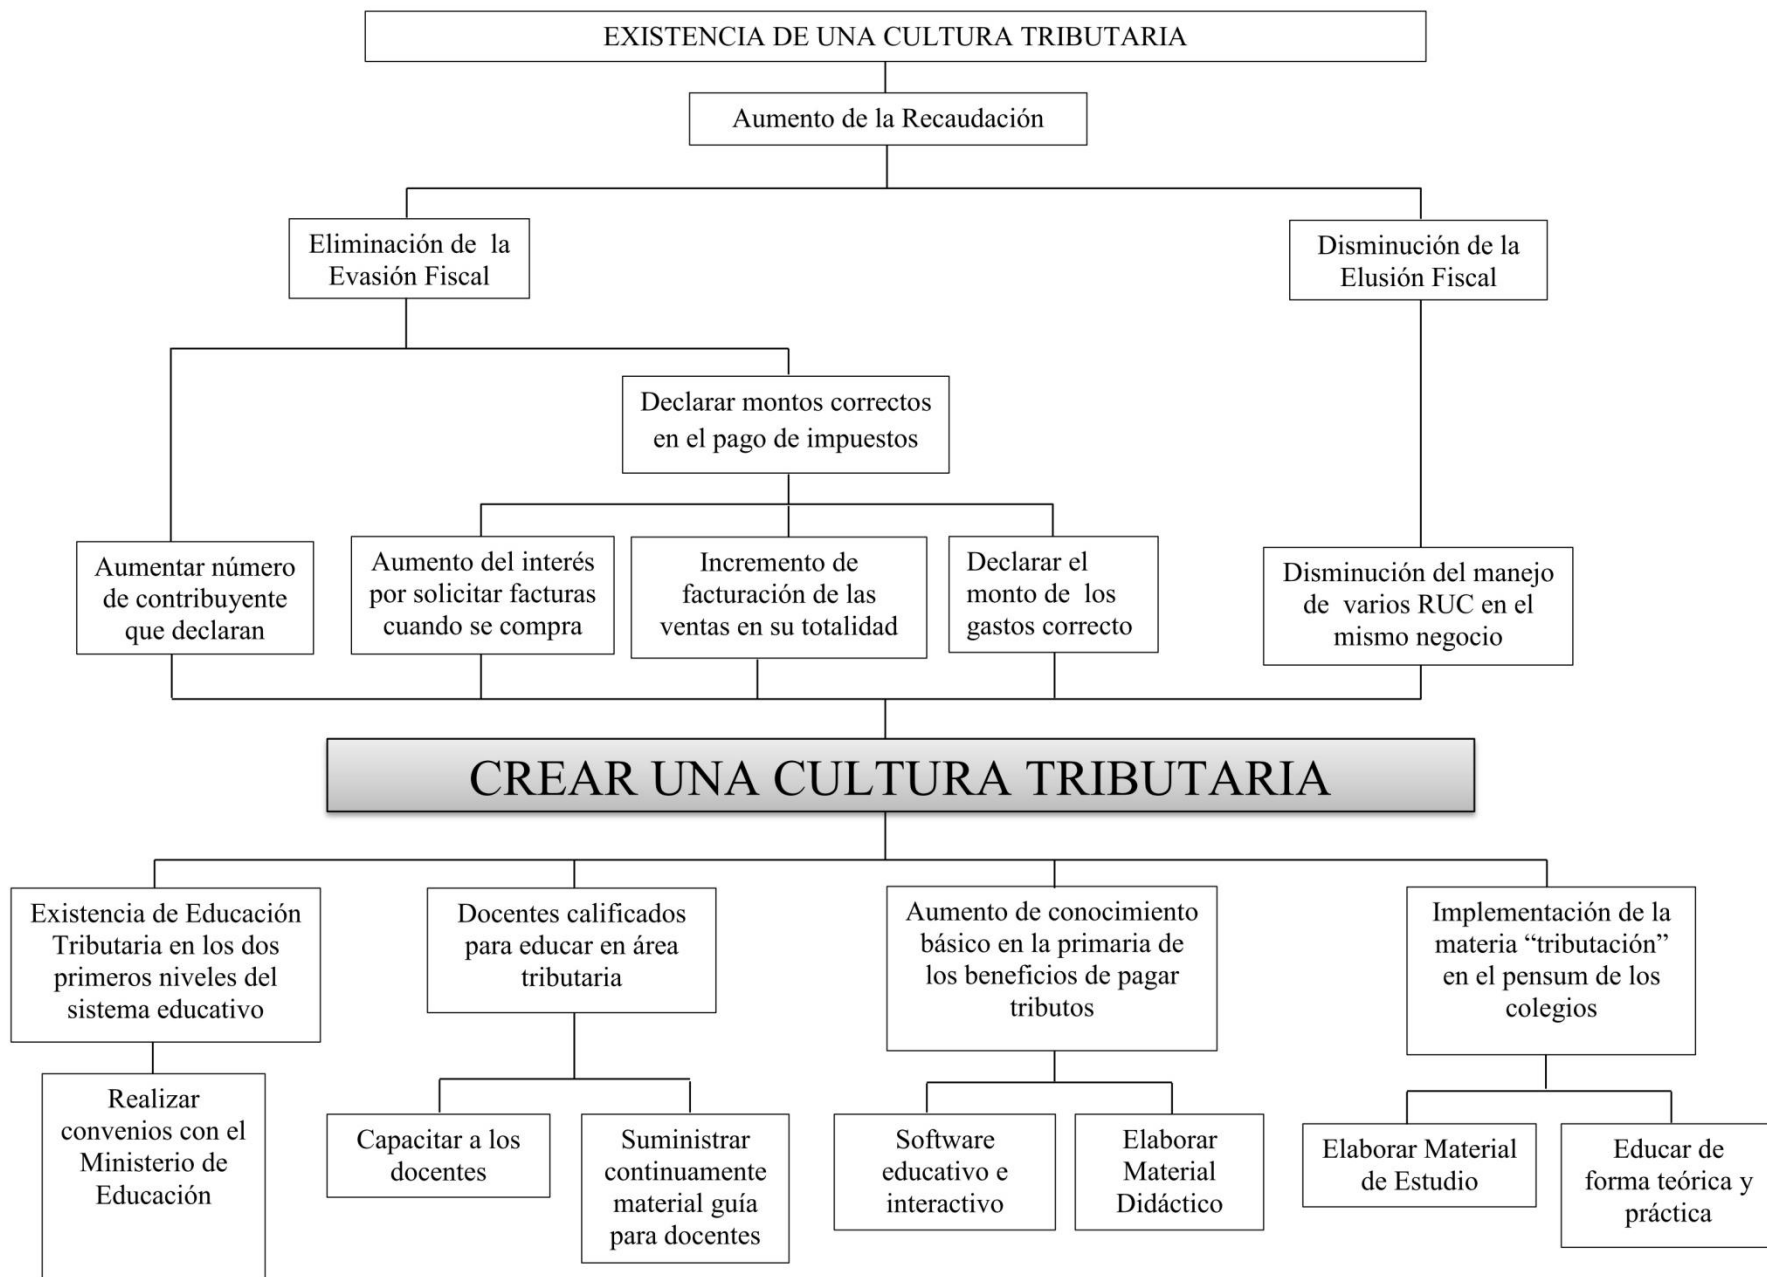 EXISTENCIA DE UNA CULTURA TRIBUTARIA
Aumento de la Recaudación
Eliminación de la
Evasión Fiscal
Disminución de la
Elusión Fiscal
Declarar montos correctos
en el pago de impuestos
Aumentar número
de contribuyente
que declaran
Aumento del interés
por solicitar facturas
cuando se compra
Incremento de
facturación de las
ventas en su totalidad
Declarar el
monto de los
gastos correcto
Disminución del manejo
de varios RUC en el
mismo negocio
CREAR UNA CULTURA TRIBUTARIA
Existencia de Educación
Tributaria en los dos
primeros niveles del
sistema educativo
Docentes calificados
para educar en área
tributaria
Aumento de conocimiento
básico en la primaria de
los beneficios de pagar
tributos
Implementación de la
materia “tributación”
en el pensum de los
colegios
Realizar
convenios con el
Ministerio de
Educación
Capacitar a los
docentes
Suministrar
continuamente
material guía
para docentes
Software
educativo e
interactivo
Elaborar
Material
Didáctico
Elaborar Material
de Estudio
Educar de
forma teórica y
práctica